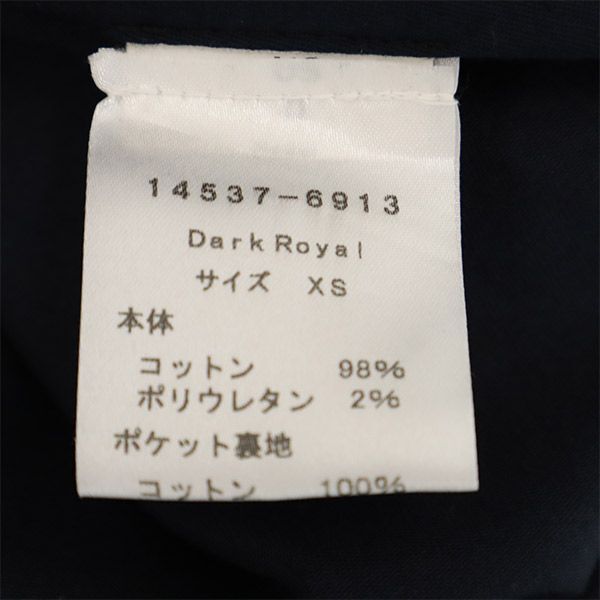 14537-6913
Dark Royal
サイズ XS
本体
コットン 98%
ポリウレタン 2%
ポケット裏地
コットン 100%